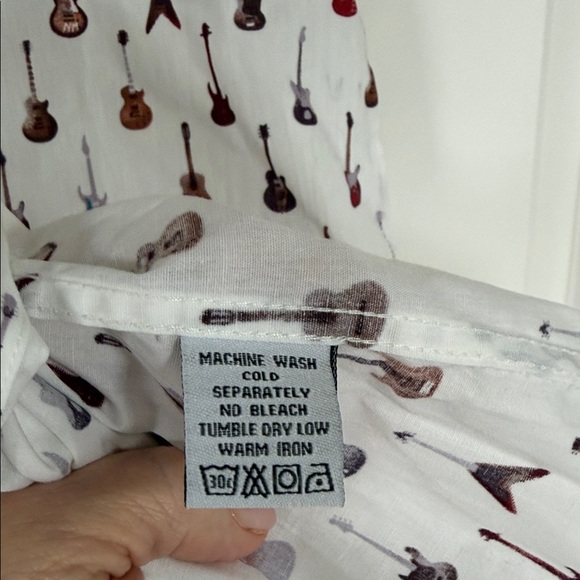 MACHINE WASH
COLD
SEPARATELY
NO BLEACH
TUMBLE DRY LOW
WARM IRON
30c